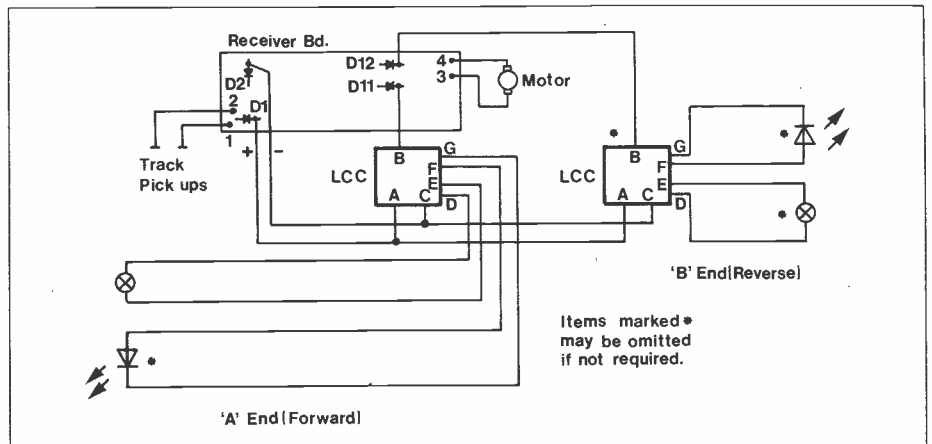 Receiver Bd.
D12
D11
4
3
Motor
D2
2
D1
1
+
-
Track
Pick ups
B
G
F
E
D
A
C
LCC
*
B
G
F
E
D
A
C
LCC
*
*
'B' End(Reverse)
Items marked *
may be omitted
if not required.
*
'A' End(Forward)